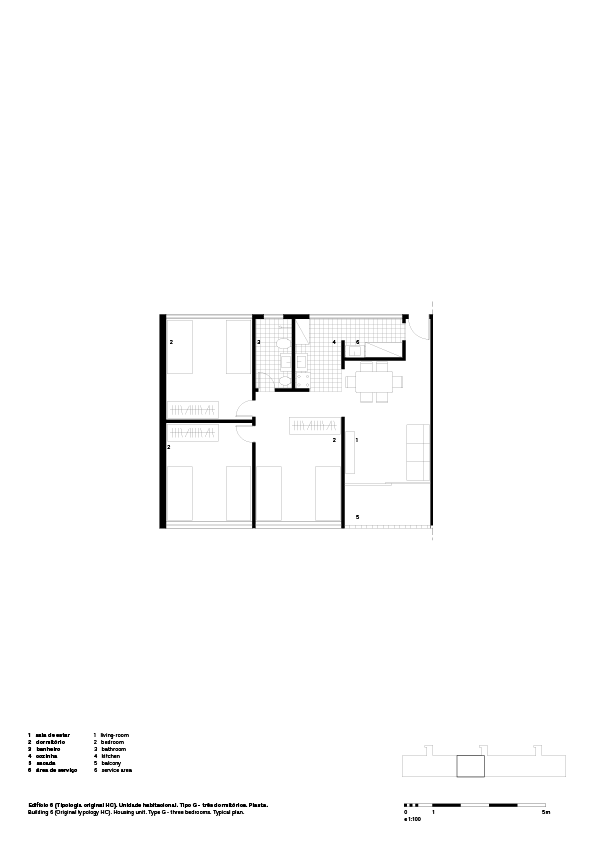 2
3
4
6
2
1
2
5
1 sala de estar 1 living-room
2 dormitório 2 bedroom
3 banheiro 3 bathroom
4 cozinha 4 kitchen
5 sacada 5 balcony
6 área de serviço 6 service area
Edifício 6 (Tipologia original HC). Unidade habitacional. Tipo G - três dormitórios. Planta.
Building 6 (Original typology HC). Housing unit. Type G - three bedrooms. Typical plan.
0 1 5m
e 1:100